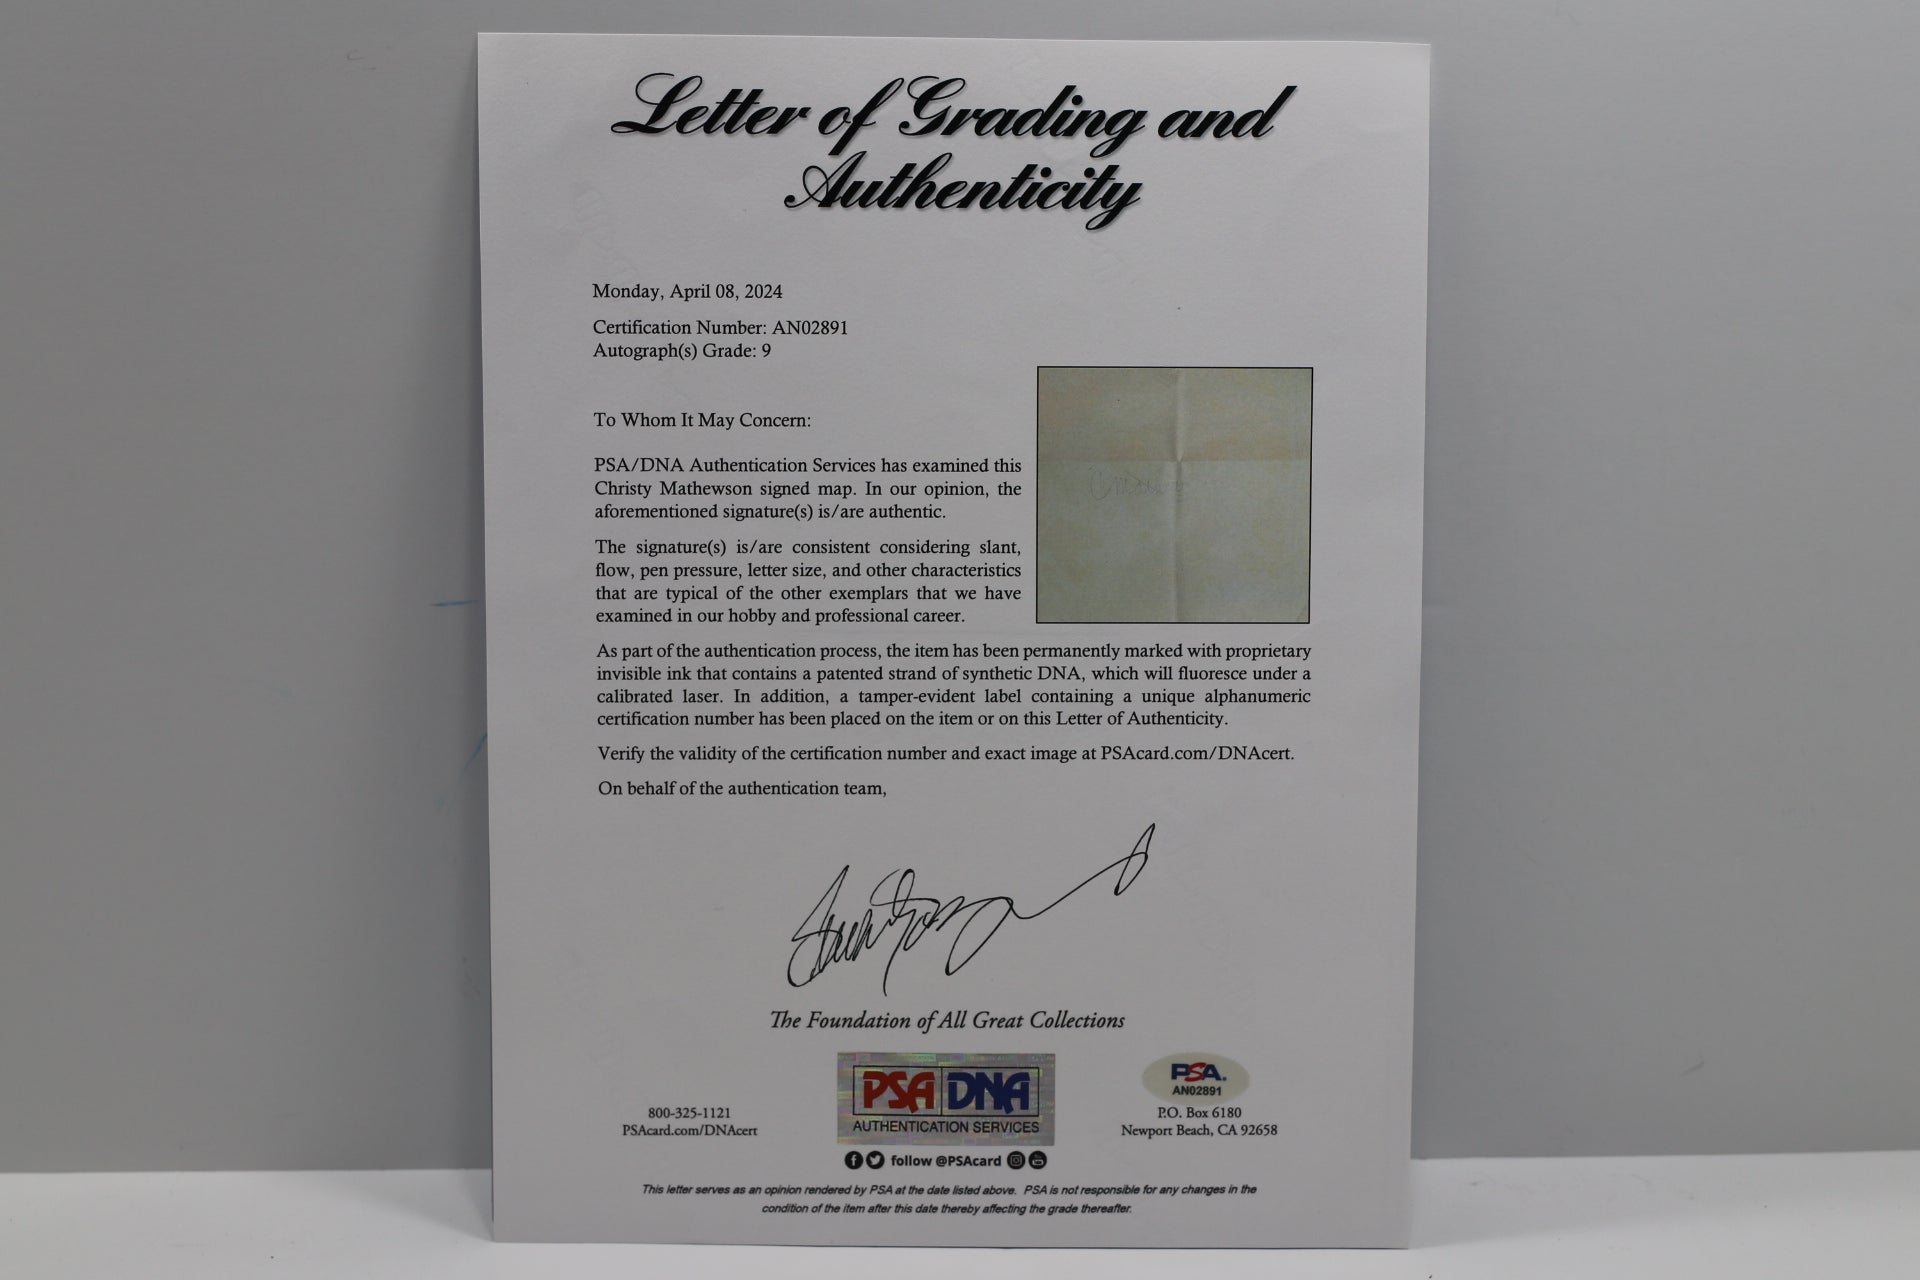 Letter of Grading and
Authenticity
Monday, April 08, 2024
Certification Number: AN02891
Autograph(s) Grade: 9
To Whom It May Concern:
PSA/DNA Authentication Services has examined this
Christy Mathewson signed map. In our opinion, the
aforementioned signature(s) is/are authentic.
The signature(s) is/are consistent considering slant,
flow, pen pressure, letter size, and other characteristics
that are typical of the other exemplars that we have
examined in our hobby and professional career.
As part of the authentication process, the item has been permanently marked with proprietary
invisible ink that contains a patented strand of synthetic DNA, which will fluoresce under a
calibrated laser. In addition, a tamper-evident label containing a unique alphanumeric
certification number has been placed on the item or on this Letter of Authenticity.
Verify the validity of the certification number and exact image at PSAcard.com/DNAcert.
On behalf of the authentication team,
The Foundation of All Great Collections
PSA DNA
AUTHENTICATION SERVICES
PSA.
AN02891
800-325-1121
PSAcard.com/DNAcert
P.O. Box 6180
Newport Beach, CA 92658
follow @PSAcard
This letter serves as an opinion rendered by PSA at the date listed above. PSA is not responsible for any changes in the
condition of the item after this date thereby affecting the grade thereafter.